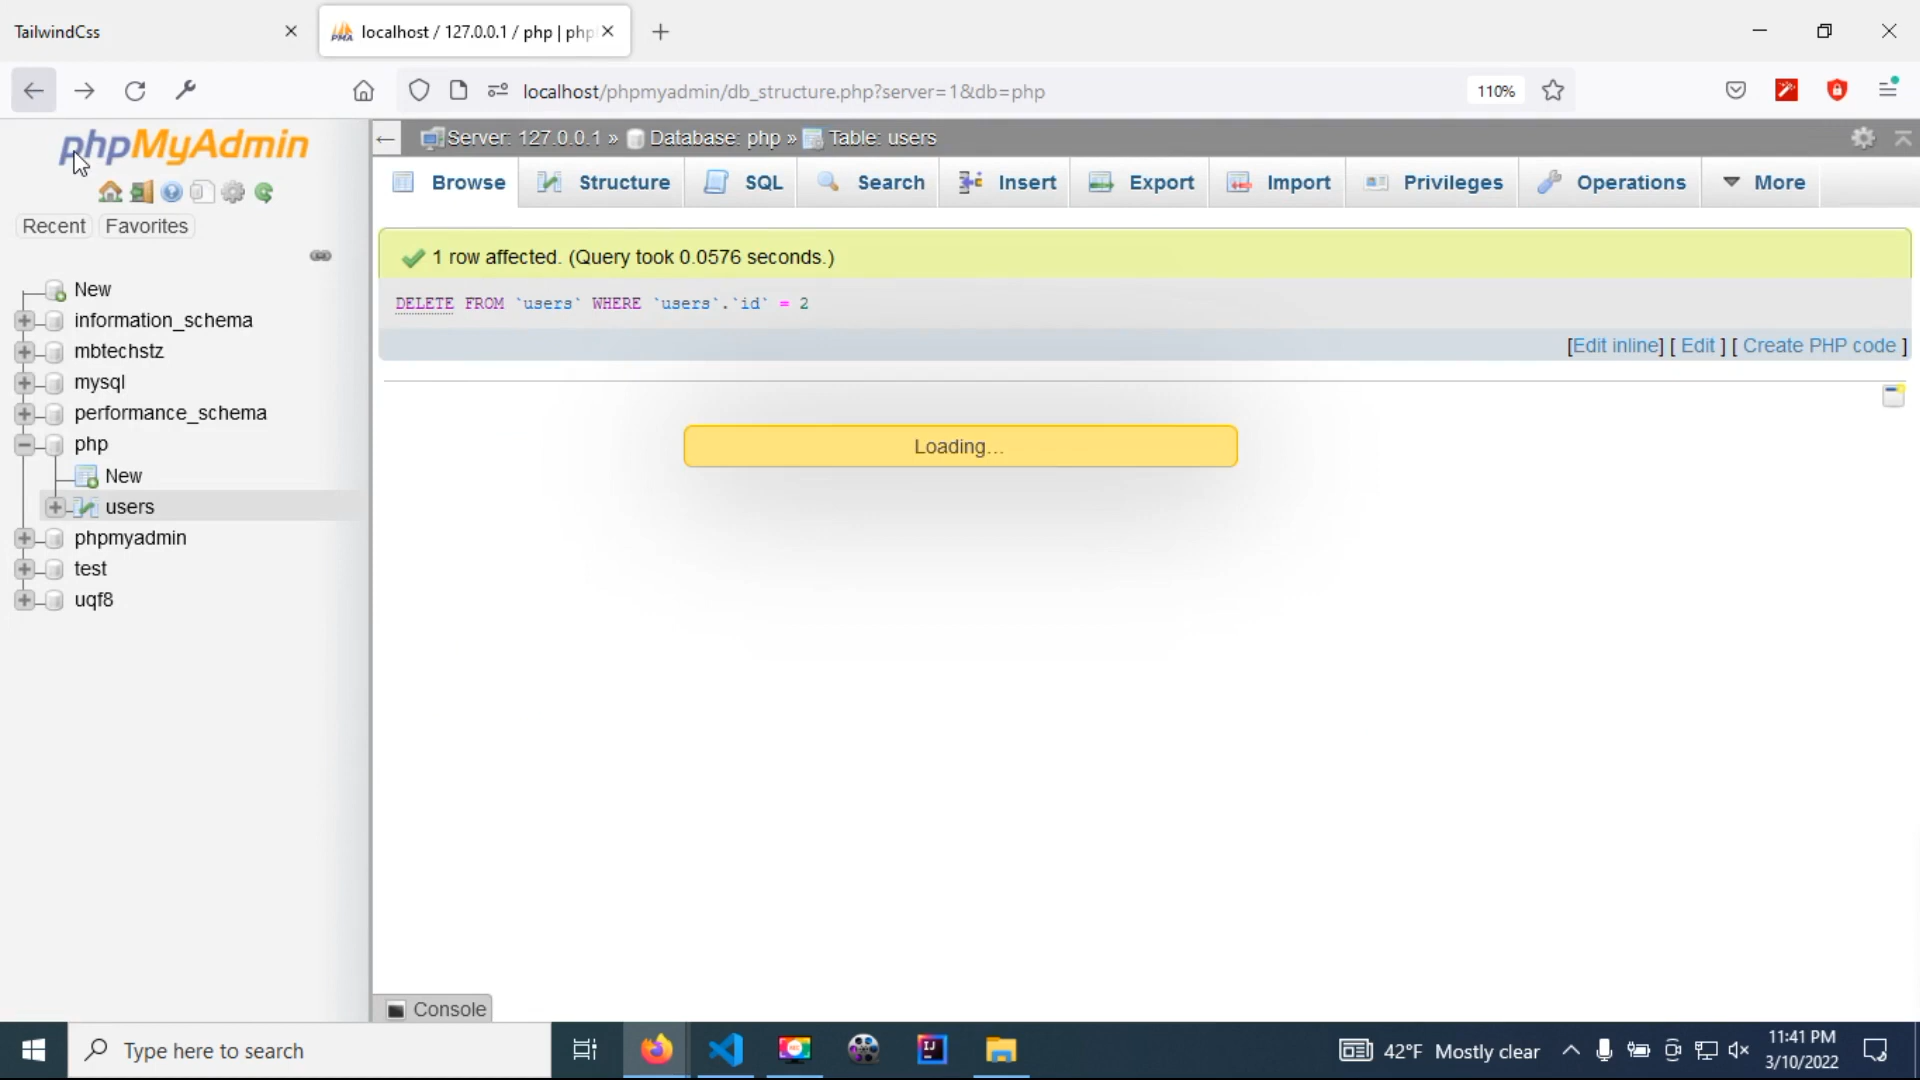 TailwindCss
localhost / 127.0.0.1 / php | php
localhost/phpmyadmin/db_structure.php?server=1&db=php
110%
phpMyAdmin
Server: 127.0.0.1 » Database: php » Table: users
Browse Structure SQL Search Insert Export Import Privileges Operations More
Recent Favorites
1 row affected. (Query took 0.0576 seconds.)
DELETE FROM `users` WHERE `users`.`id` = 2
[Edit inline] [ Edit ] [ Create PHP code ]
New
information_schema
mbtechstz
mysql
performance_schema
php
New
users
phpmyadmin
test
uqf8
Loading…
Console
Type here to search
42°F Mostly clear
11:41 PM
3/10/2022